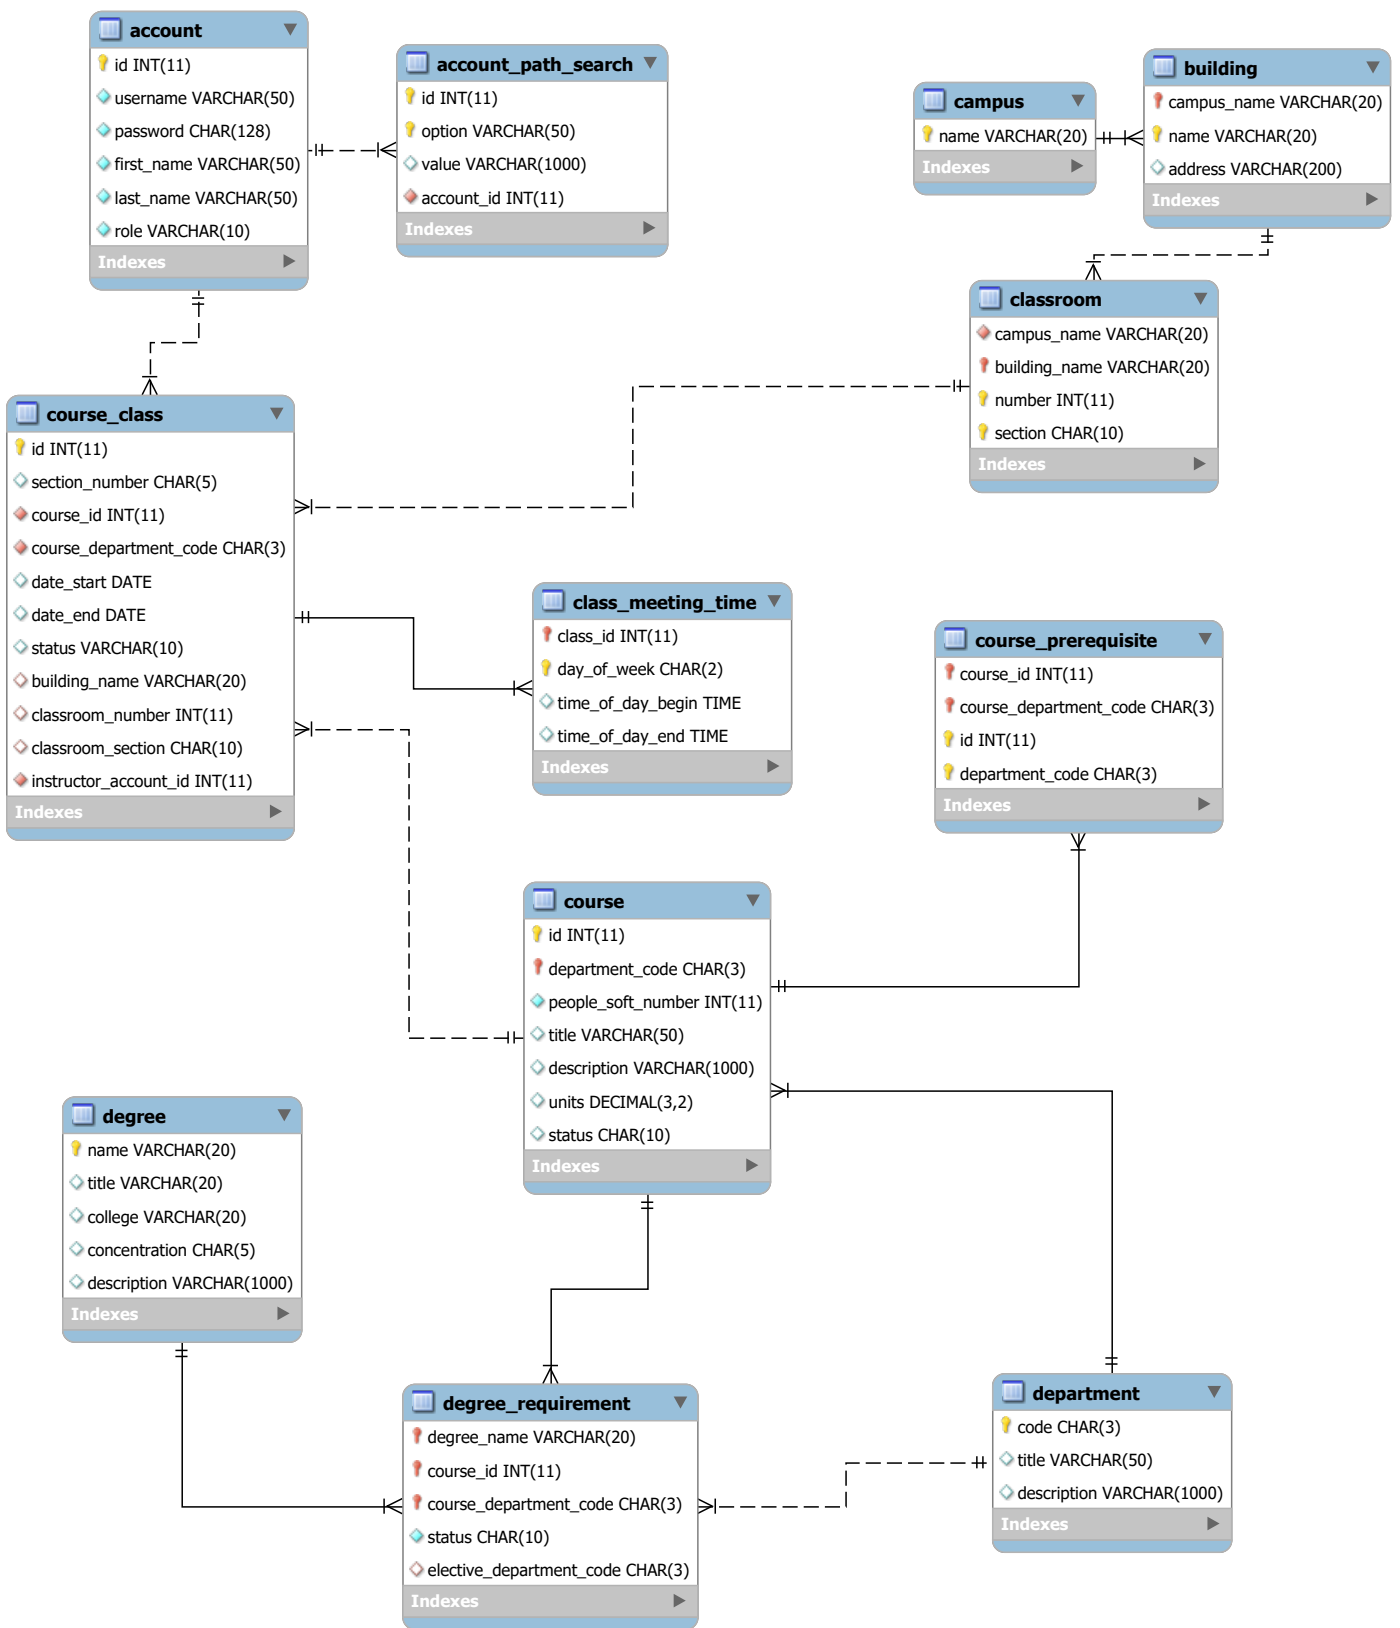 account
id INT(11)
username VARCHAR(50)
password CHAR(128)
first_name VARCHAR(50)
last_name VARCHAR(50)
role VARCHAR(10)
Indexes
account_path_search
id INT(11)
option VARCHAR(50)
value VARCHAR(1000)
account_id INT(11)
Indexes
campus
name VARCHAR(20)
Indexes
building
campus_name VARCHAR(20)
name VARCHAR(20)
address VARCHAR(200)
Indexes
classroom
campus_name VARCHAR(20)
building_name VARCHAR(20)
number INT(11)
section CHAR(10)
Indexes
course_class
id INT(11)
section_number CHAR(5)
course_id INT(11)
course_department_code CHAR(3)
date_start DATE
date_end DATE
status VARCHAR(10)
building_name VARCHAR(20)
classroom_number INT(11)
classroom_section CHAR(10)
instructor_account_id INT(11)
Indexes
class_meeting_time
class_id INT(11)
day_of_week CHAR(2)
time_of_day_begin TIME
time_of_day_end TIME
Indexes
course_prerequisite
course_id INT(11)
course_department_code CHAR(3)
id INT(11)
department_code CHAR(3)
Indexes
course
id INT(11)
department_code CHAR(3)
people_soft_number INT(11)
title VARCHAR(50)
description VARCHAR(1000)
units DECIMAL(3,2)
status CHAR(10)
Indexes
degree
name VARCHAR(20)
title VARCHAR(20)
college VARCHAR(20)
concentration CHAR(5)
description VARCHAR(1000)
Indexes
degree_requirement
degree_name VARCHAR(20)
course_id INT(11)
course_department_code CHAR(3)
status CHAR(10)
elective_department_code CHAR(3)
Indexes
department
code CHAR(3)
title VARCHAR(50)
description VARCHAR(1000)
Indexes